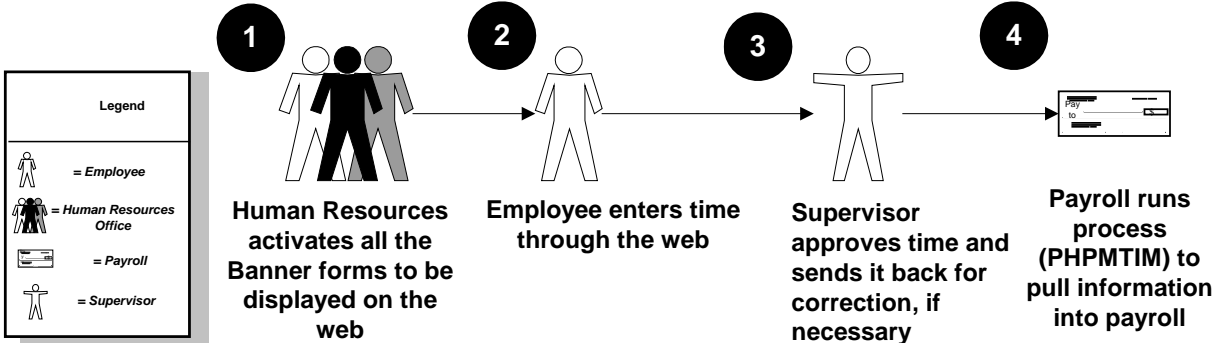 1
2
3
4
Legend
= Employee
= Human Resources
Office
= Payroll
= Supervisor
Pay
to
$
Human Resources
activates all the
Banner forms to be
displayed on the
web
Employee enters time
through the web
Supervisor
approves time and
sends it back for
correction, if
necessary
Payroll runs
process
(PHPMTIM) to
pull information
into payroll